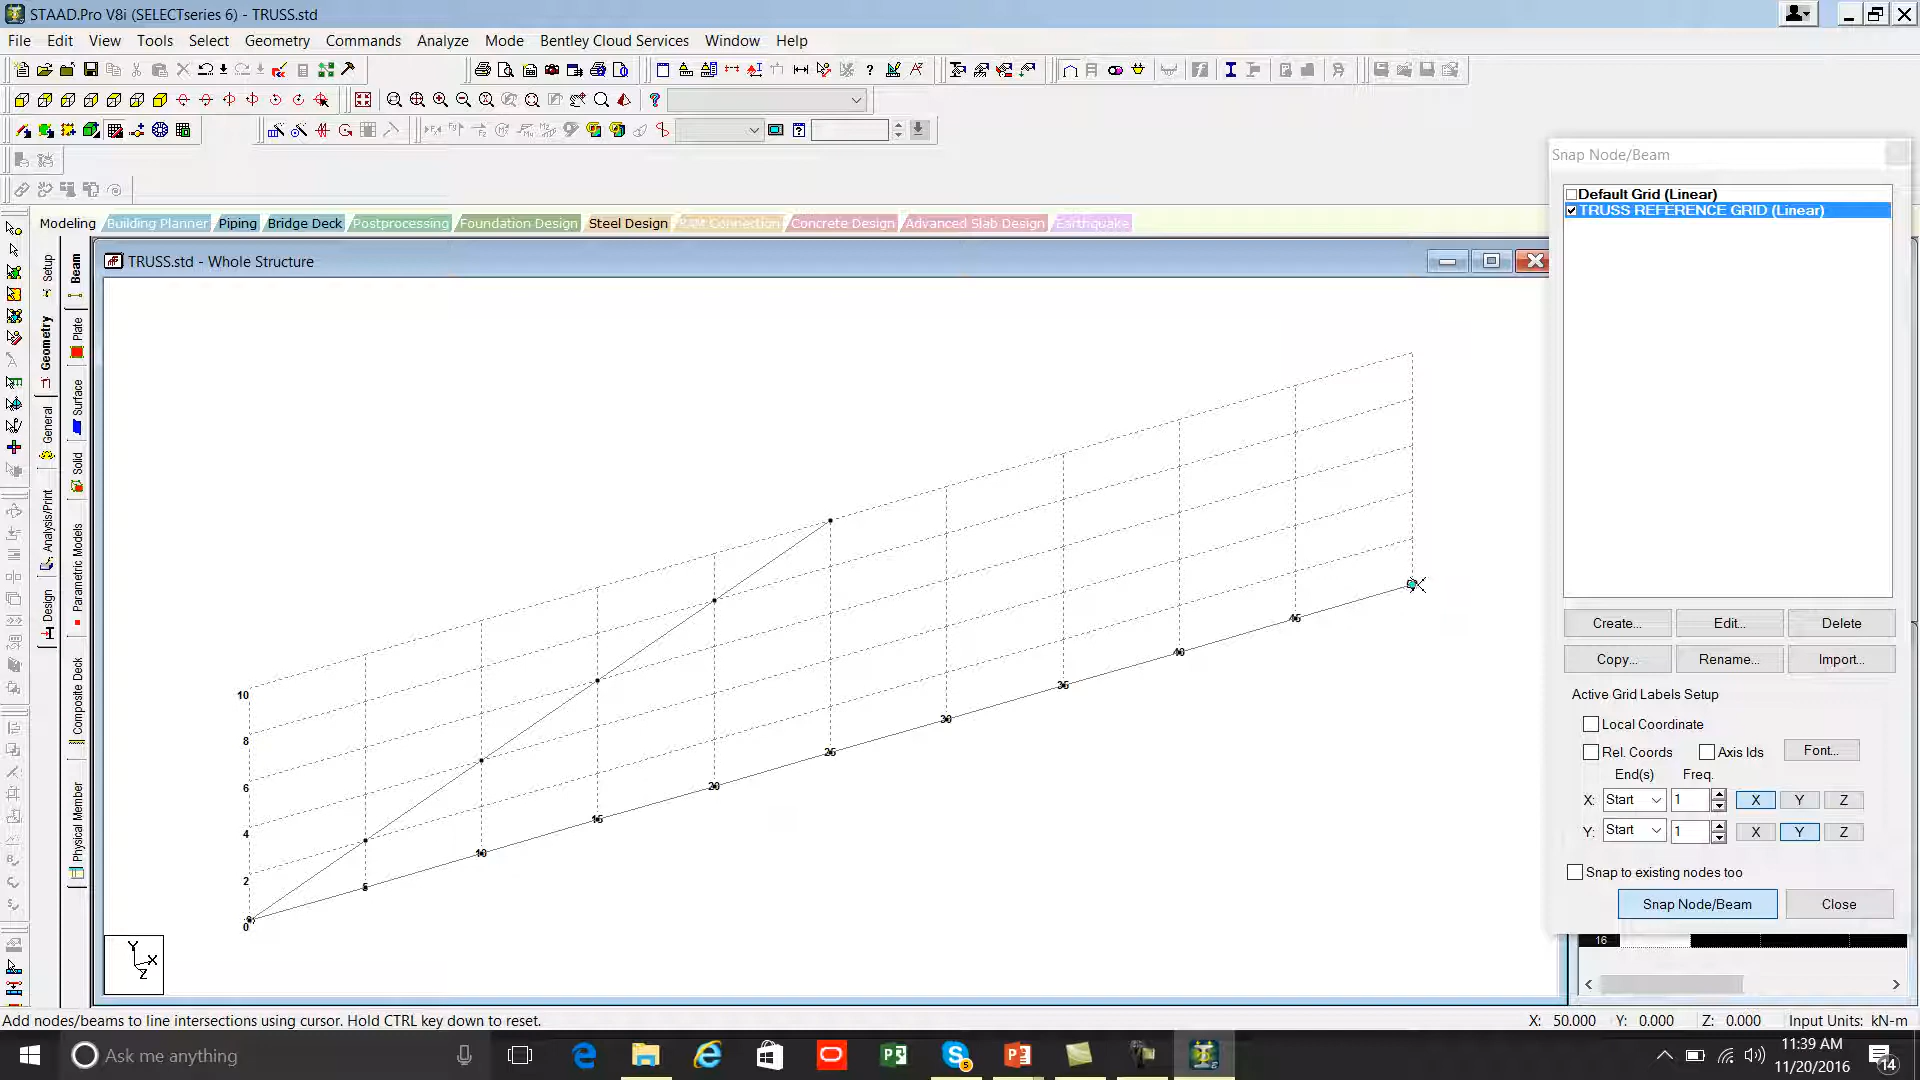 STAAD.Pro V8i (SELECTseries 6) - TRUSS.std
File Edit View Tools Select Geometry Commands Analyze Mode Bentley Cloud Services Window Help
Modeling Building Planner Piping Bridge Deck Postprocessing Foundation Design Steel Design RAM Connection Concrete Design Advanced Slab Design Earthquake
Setup
Geometry
General
Analysis/Print
Design
Beam
Plate
Surface
Solid
Parametric Models
Composite Deck
Physical Member
TRUSS.std - Whole Structure
10
8
6
4
2
0
5
10
15
20
25
30
35
40
45
Y
X
Z
Snap Node/Beam
Default Grid (Linear)
TRUSS REFERENCE GRID (Linear)
Create... Edit... Delete
Copy... Rename... Import...
Active Grid Labels Setup
Local Coordinate
Rel. Coords Axis Ids Font...
End(s) Freq.
X: Start 1 X Y Z
Y: Start 1 X Y Z
Snap to existing nodes too
Snap Node/Beam Close
16
Add nodes/beams to line intersections using cursor. Hold CTRL key down to reset.
X: 50.000 Y: 0.000 Z: 0.000 Input Units: kN-m
Ask me anything
5
11:39 AM
11/20/2016
14